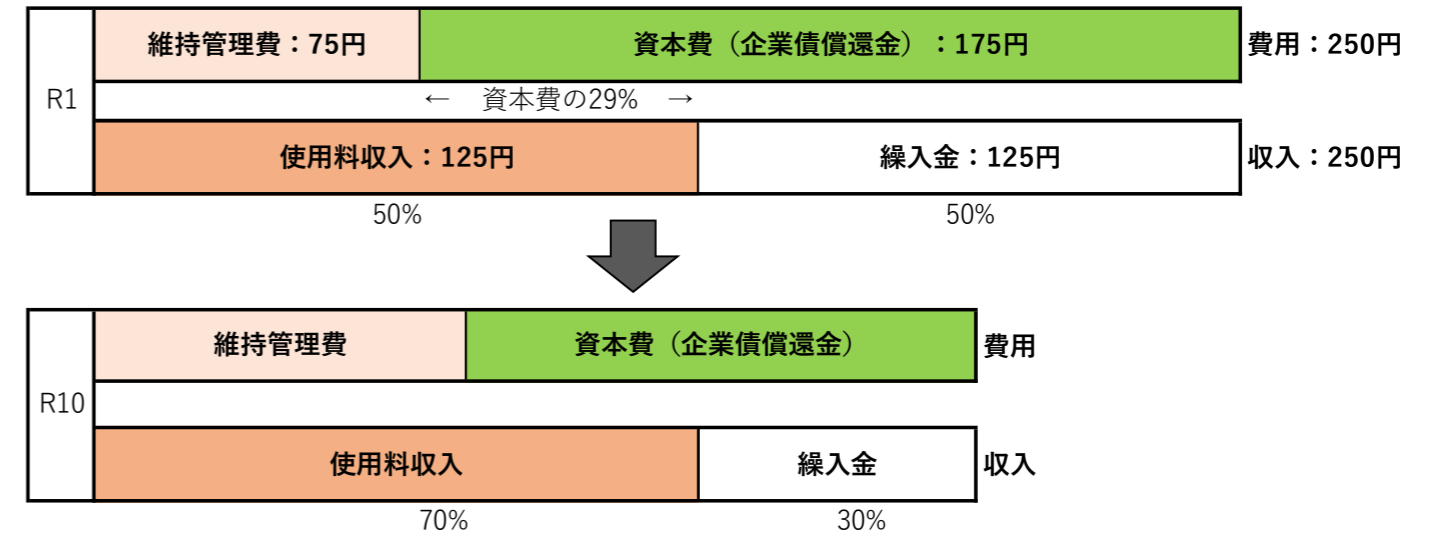 維持管理費：75円
資本費（企業債償還金）：175円
費用：250円
R1
← 資本費の29% →
使用料収入：125円
繰入金：125円
収入：250円
50%
50%
維持管理費
資本費（企業債償還金）
費用
R10
使用料収入
繰入金
収入
70%
30%